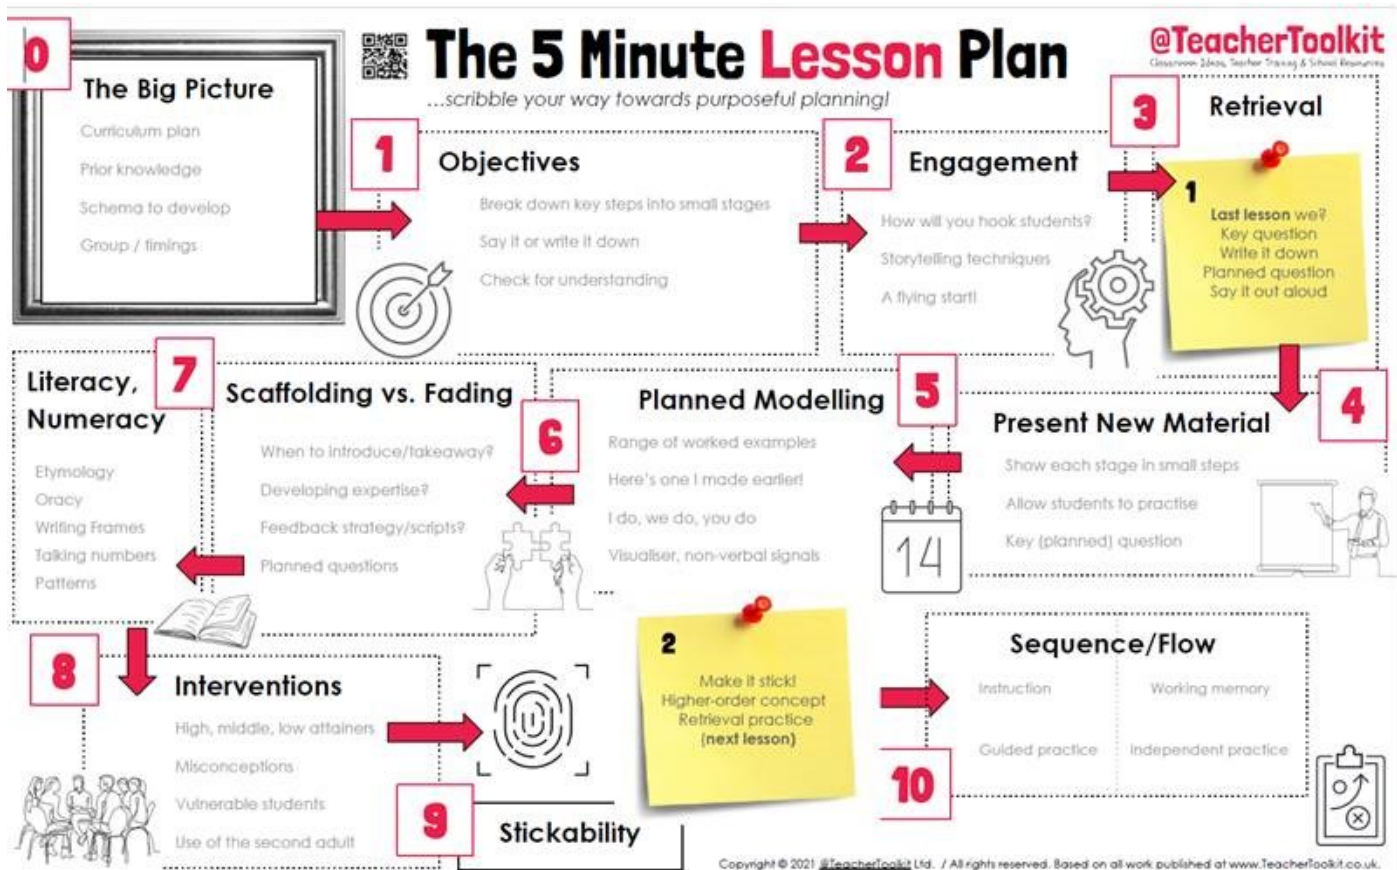 The 5 Minute Lesson Plan
...scribble your way towards purposeful planning!
@TeacherToolkit
Classroom Ideas, Teacher Training & School Resources
0
The Big Picture
Curriculum plan
Prior knowledge
Schema to develop
Group / timings
1
Objectives
Break down key steps into small stages
Say it or write it down
Check for understanding
2
Engagement
How will you hook students?
Storytelling techniques
A flying start!
3
Retrieval
1
Last lesson we?
Key question
Write it down
Planned question
Say it out aloud
4
Present New Material
Show each stage in small steps
Allow students to practise
Key (planned) question
5
Planned Modelling
Range of worked examples
Here's one I made earlier!
I do, we do, you do
Visualiser, non-verbal signals
14
6
Scaffolding vs. Fading
When to introduce/takeaway?
Developing expertise?
Feedback strategy/scripts?
Planned questions
7
Literacy,
Numeracy
Etymology
Oracy
Writing Frames
Talking numbers
Patterns
8
Interventions
High, middle, low attainers
Misconceptions
Vulnerable students
Use of the second adult
9
Stickability
2
Make it stick!
Higher-order concept
Retrieval practice
(next lesson)
10
Sequence/Flow
Instruction
Working memory
Guided practice
Independent practice
Copyright © 2021 @TeacherToolkit Ltd. / All rights reserved. Based on all work published at www.TeacherToolkit.co.uk.